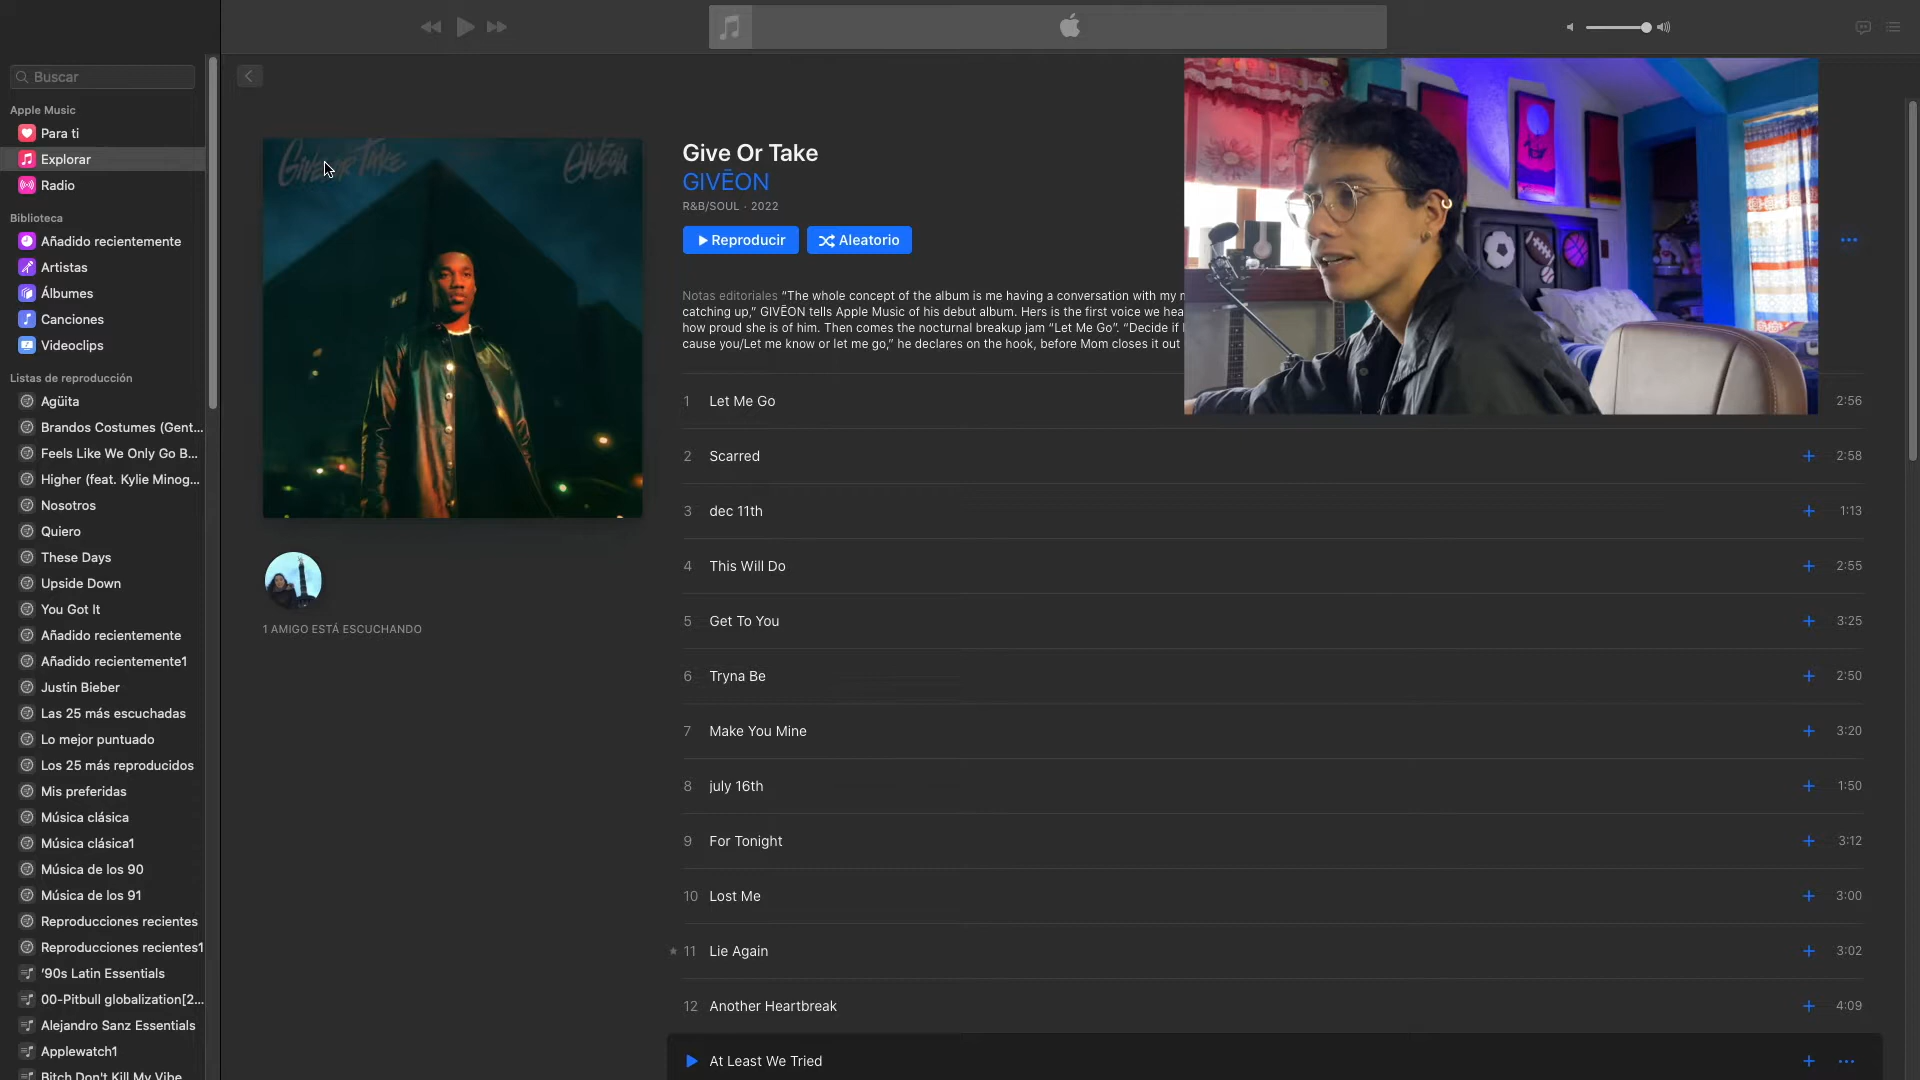 Buscar
Apple Music
Para ti
Explorar
Radio
Biblioteca
Añadido recientemente
Artistas
Álbumes
Canciones
Videoclips
Listas de reproducción
Agüita
Brandos Costumes (Gent...
Feels Like We Only Go B...
Higher (feat. Kylie Minog...
Nosotros
Quiero
These Days
Upside Down
You Got It
Añadido recientemente
Añadido recientemente1
Justin Bieber
Las 25 más escuchadas
Lo mejor puntuado
Los 25 más reproducidos
Mis preferidas
Música clásica
Música clásica1
Música de los 90
Música de los 91
Reproducciones recientes
Reproducciones recientes1
'90s Latin Essentials
00-Pitbull globalization[2...
Alejandro Sanz Essentials
Applewatch1
Bitch Don't Kill My Vibe
GIVE OR TAKE
GIVĒON
1 AMIGO ESTÁ ESCUCHANDO
Give Or Take
GIVĒON
R&B/SOUL · 2022
Reproducir
Aleatorio
Notas editoriales “The whole concept of the album is me having a conversation with my
catching up,” GIVĒON tells Apple Music of his debut album. Hers is the first voice we hea
how proud she is of him. Then comes the nocturnal breakup jam “Let Me Go”. “Decide if
cause you/Let me know or let me go,” he declares on the hook, before Mom closes it out
1 Let Me Go 2:56
2 Scarred + 2:58
3 dec 11th + 1:13
4 This Will Do + 2:55
5 Get To You + 3:25
6 Tryna Be + 2:50
7 Make You Mine + 3:20
8 july 16th + 1:50
9 For Tonight + 3:12
10 Lost Me + 3:00
★ 11 Lie Again + 3:02
12 Another Heartbreak + 4:09
At Least We Tried + ...